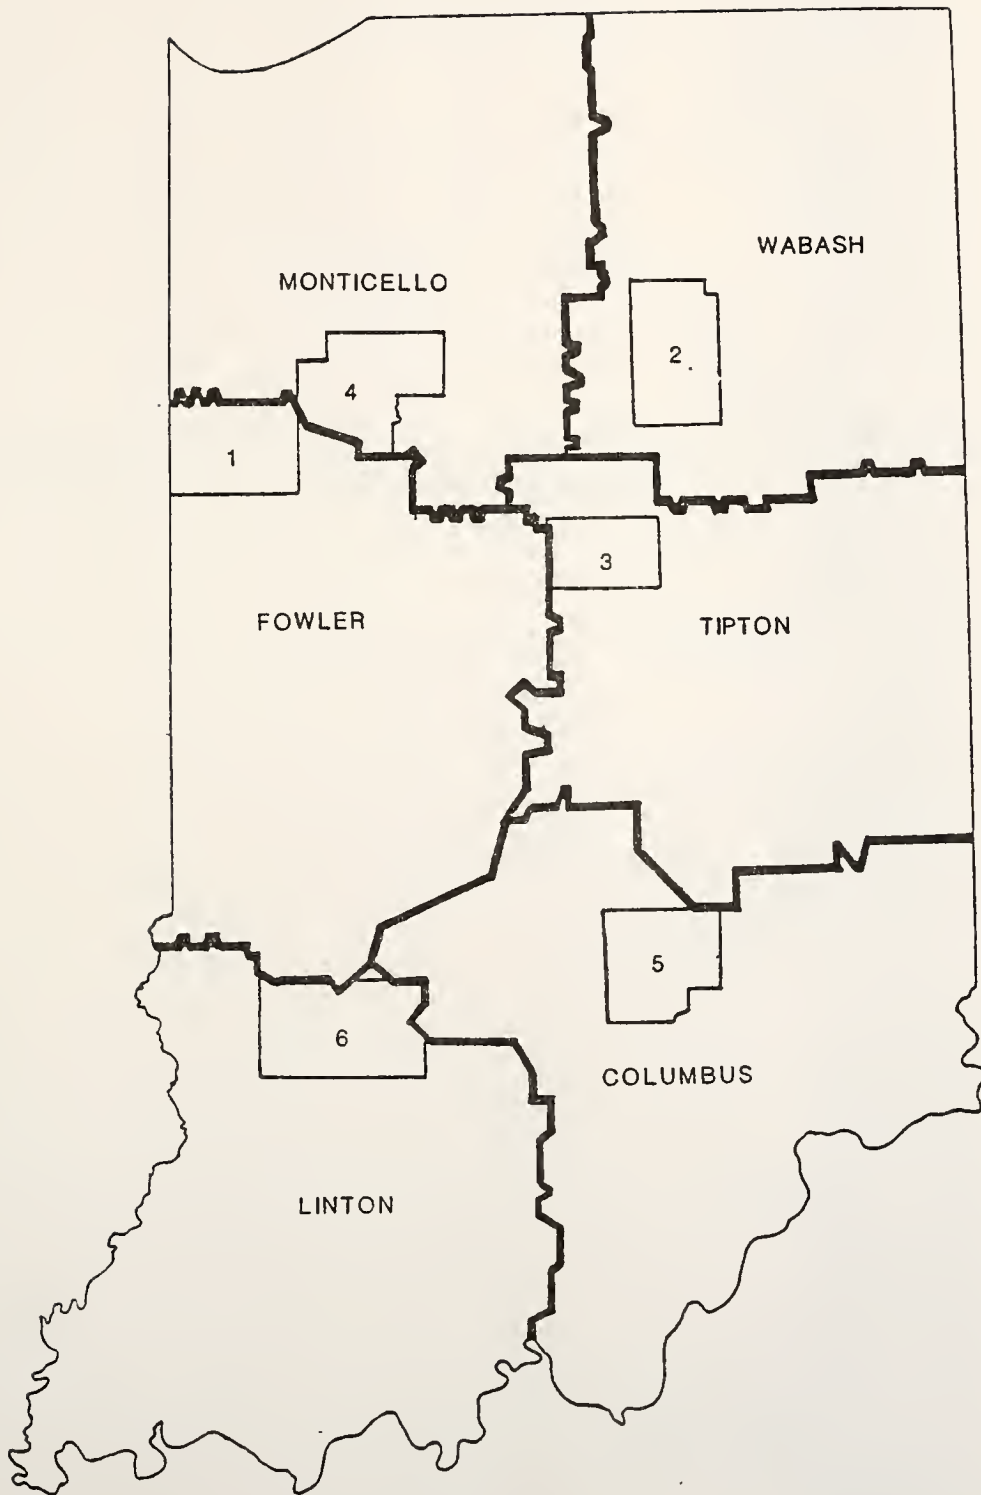 WABASH
MONTICELLO
2
4
1
3
FOWLER
TIPTON
5
6
COLUMBUS
LINTON